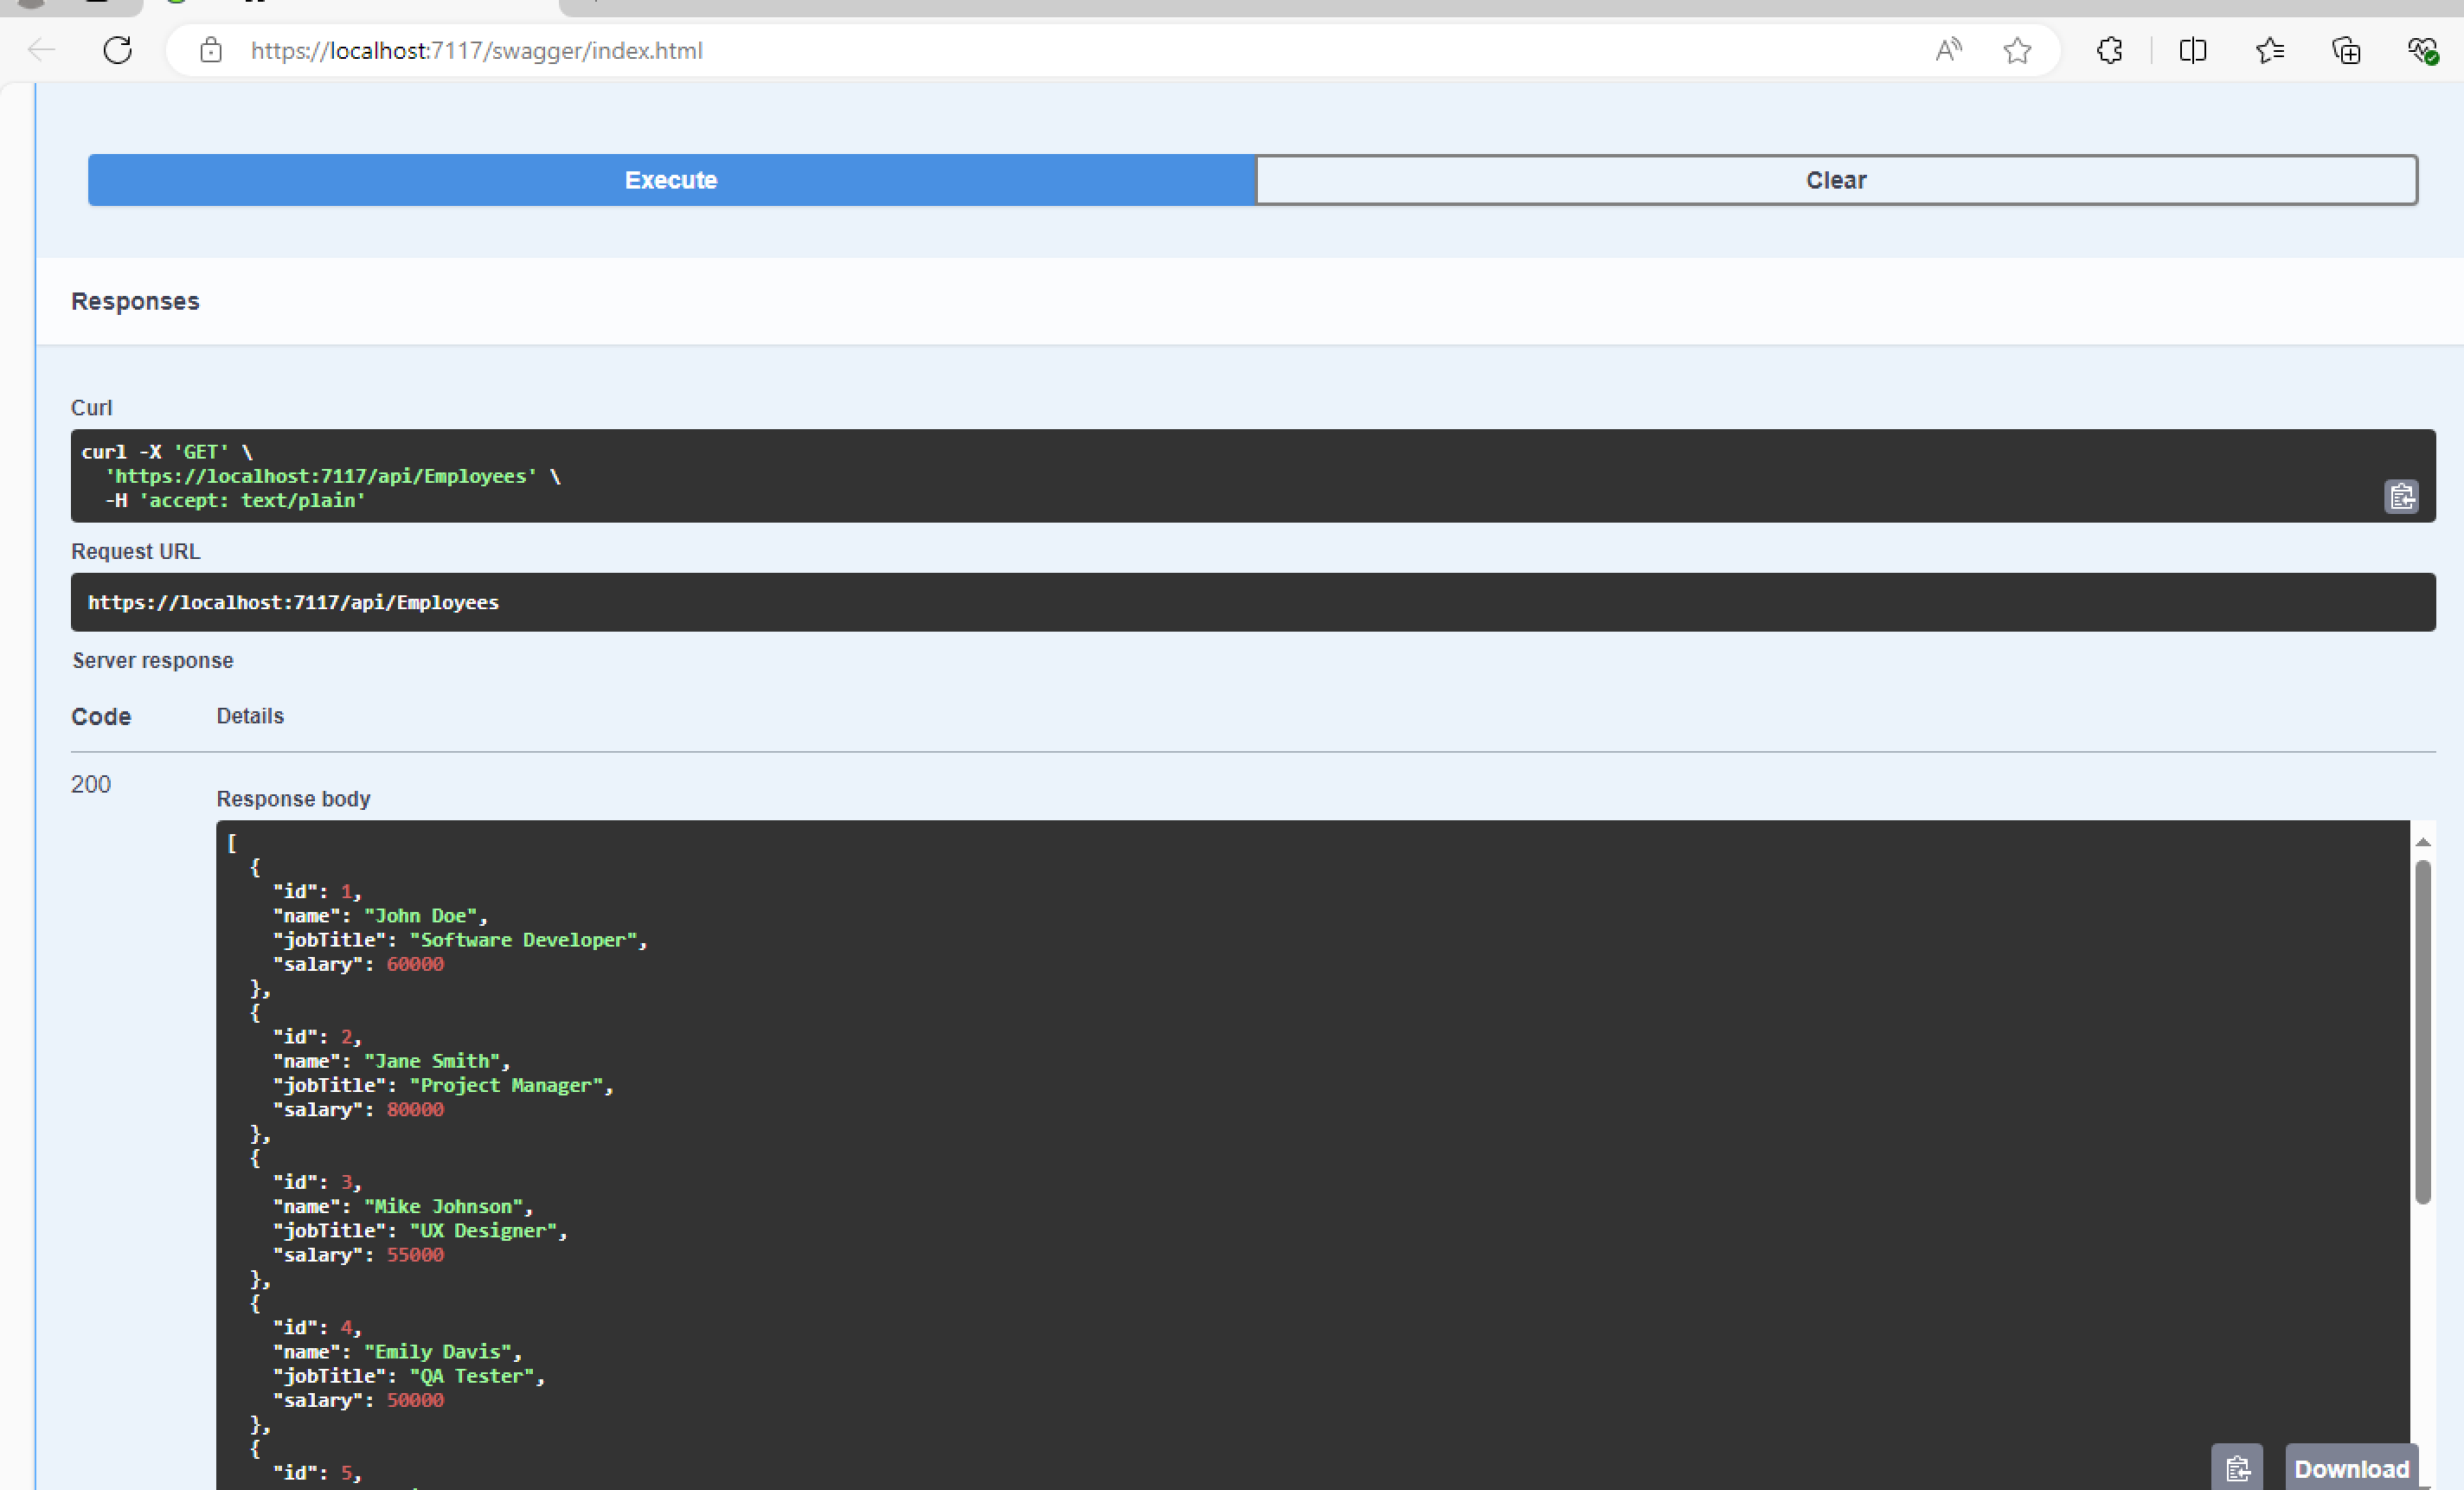 https://localhost:7117/swagger/index.html
Execute
Clear
Responses
Curl
curl -X 'GET' \
  'https://localhost:7117/api/Employees' \
  -H 'accept: text/plain'
Request URL
https://localhost:7117/api/Employees
Server response
Code Details
200
Response body
[
  {
    "id": 1,
    "name": "John Doe",
    "jobTitle": "Software Developer",
    "salary": 60000
  },
  {
    "id": 2,
    "name": "Jane Smith",
    "jobTitle": "Project Manager",
    "salary": 80000
  },
  {
    "id": 3,
    "name": "Mike Johnson",
    "jobTitle": "UX Designer",
    "salary": 55000
  },
  {
    "id": 4,
    "name": "Emily Davis",
    "jobTitle": "QA Tester",
    "salary": 50000
  },
  {
    "id": 5,
Download